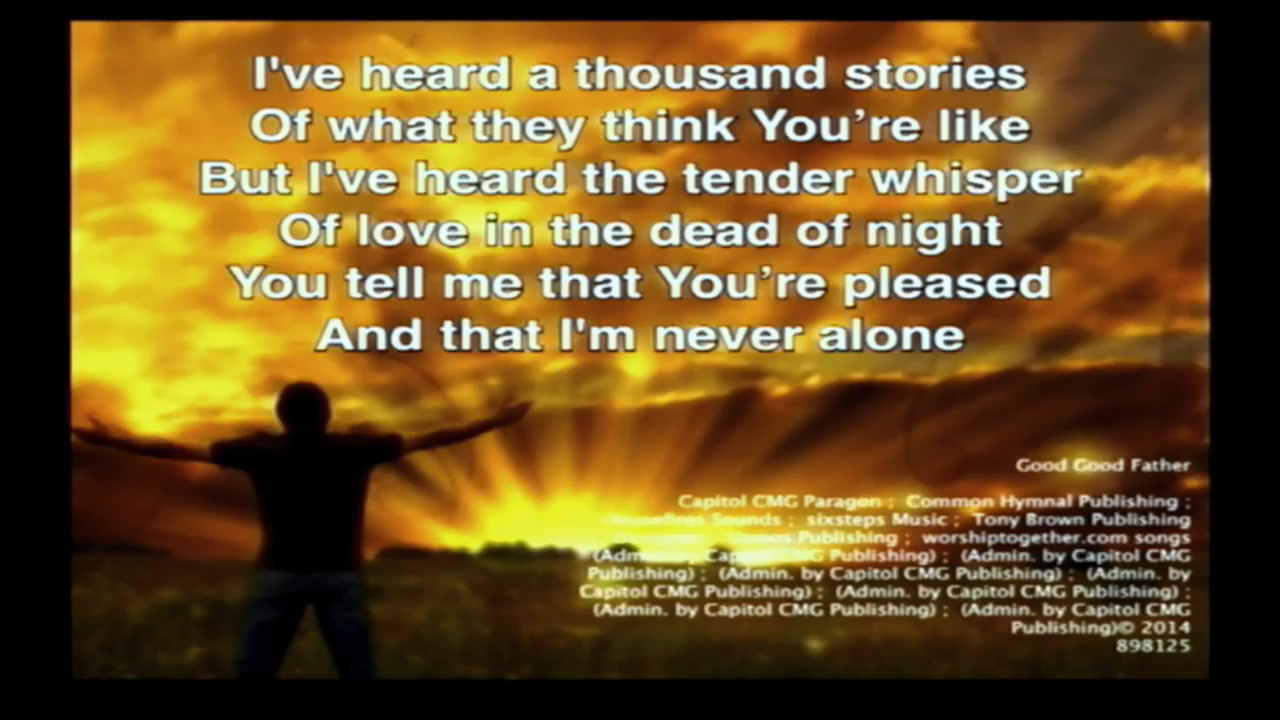 I've heard a thousand stories
Of what they think You're like
But I've heard the tender whisper
Of love in the dead of night
You tell me that You’re pleased
And that I'm never alone
Good Good Father
Capitol CMG Paragon ; Common Hymnal Publishing ;
Sounds ; sixsteps Music ; Tony Brown Publishing
Publishing ; worshiptogether.com songs
(Admin. by Capitol CMG Publishing) ; (Admin. by Capitol CMG
Publishing) ; (Admin. by Capitol CMG Publishing) ; (Admin. by
Capitol CMG Publishing) ; (Admin. by Capitol CMG Publishing) ;
(Admin. by Capitol CMG Publishing) ; (Admin. by Capitol CMG
Publishing)© 2014
898125